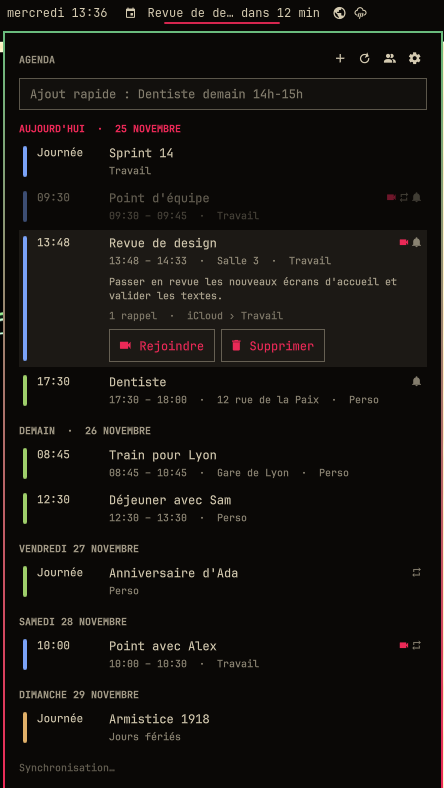 mercredi 13:36 Revue de de… dans 12 min
AGENDA
Ajout rapide : Dentiste demain 14h-15h
AUJOURD'HUI · 25 NOVEMBRE
Journée Sprint 14
Travail
09:30 Point d'équipe
09:30 – 09:45 · Travail
13:48 Revue de design
13:48 – 14:33 · Salle 3 · Travail
Passer en revue les nouveaux écrans d'accueil et
valider les textes.
1 rappel · iCloud › Travail
Rejoindre Supprimer
17:30 Dentiste
17:30 – 18:00 · 12 rue de la Paix · Perso
DEMAIN · 26 NOVEMBRE
08:45 Train pour Lyon
08:45 – 10:45 · Gare de Lyon · Perso
12:30 Déjeuner avec Sam
12:30 – 13:30 · Perso
VENDREDI 27 NOVEMBRE
Journée Anniversaire d'Ada
Perso
SAMEDI 28 NOVEMBRE
10:00 Point avec Alex
10:00 – 10:30 · Travail
DIMANCHE 29 NOVEMBRE
Journée Armistice 1918
Jours fériés
Synchronisation…